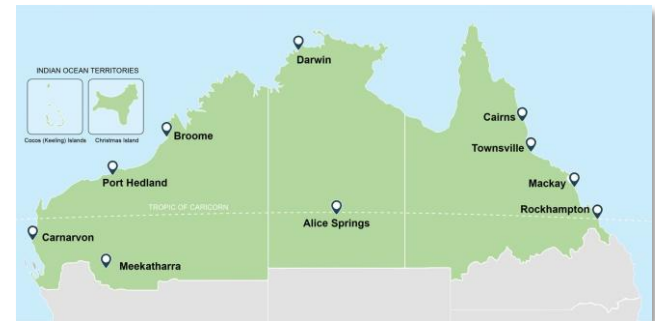 Darwin
INDIAN OCEAN TERRITORIES
Cocos (Keeling) Islands
Christmas Island
Broome
Cairns
Townsville
Port Hedland
Mackay
TROPIC OF CARICORN
Rockhampton
Alice Springs
Carnarvon
Meekatharra